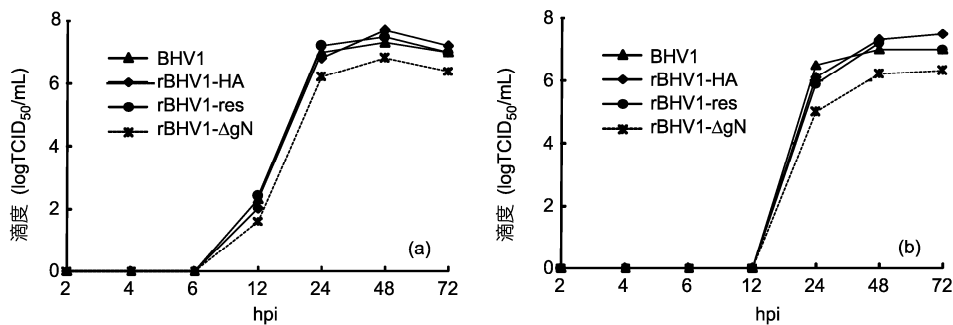 8
6
4
2
0
滴度 (logTCID50/mL)
BHV1
rBHV1-HA
rBHV1-res
rBHV1-ΔgN
(a)
2 4 6 12 24 48 72
hpi
8
6
4
2
0
滴度 (logTCID50/mL)
BHV1
rBHV1-HA
rBHV1-res
rBHV1-ΔgN
(b)
2 4 6 12 24 48 72
hpi